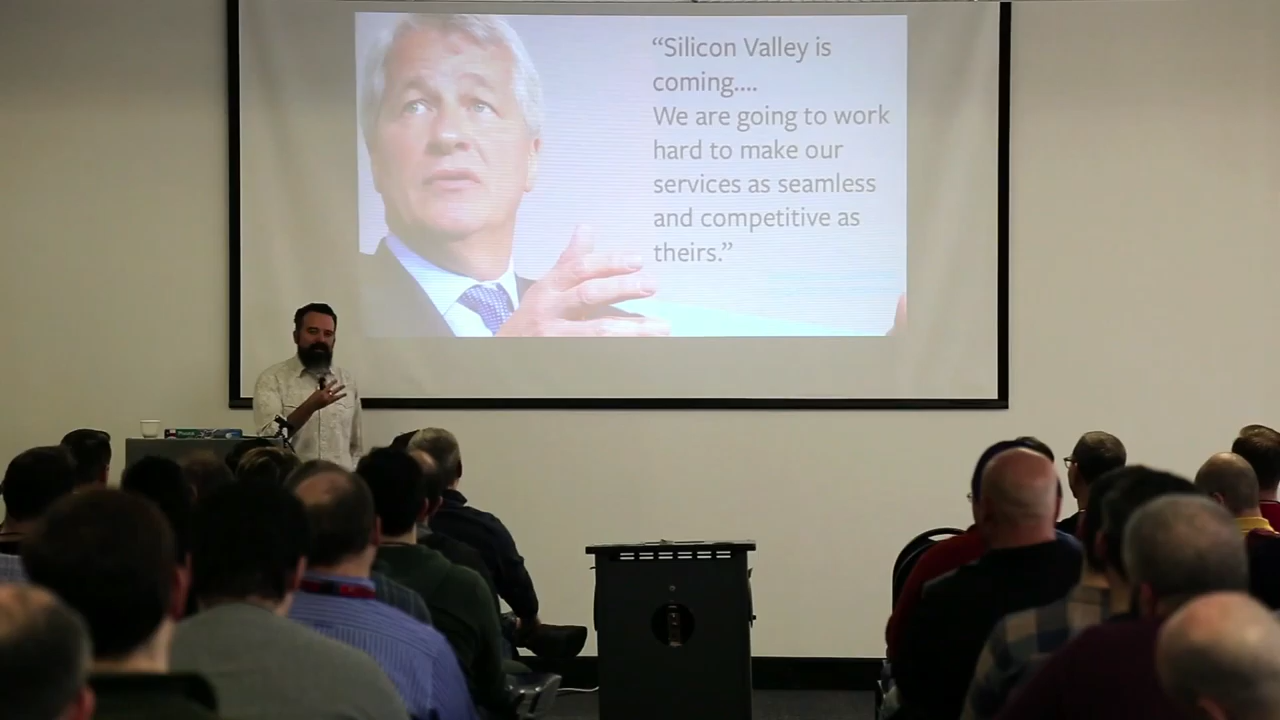 “Silicon Valley is
coming....
We are going to work
hard to make our
services as seamless
and competitive as
theirs.”